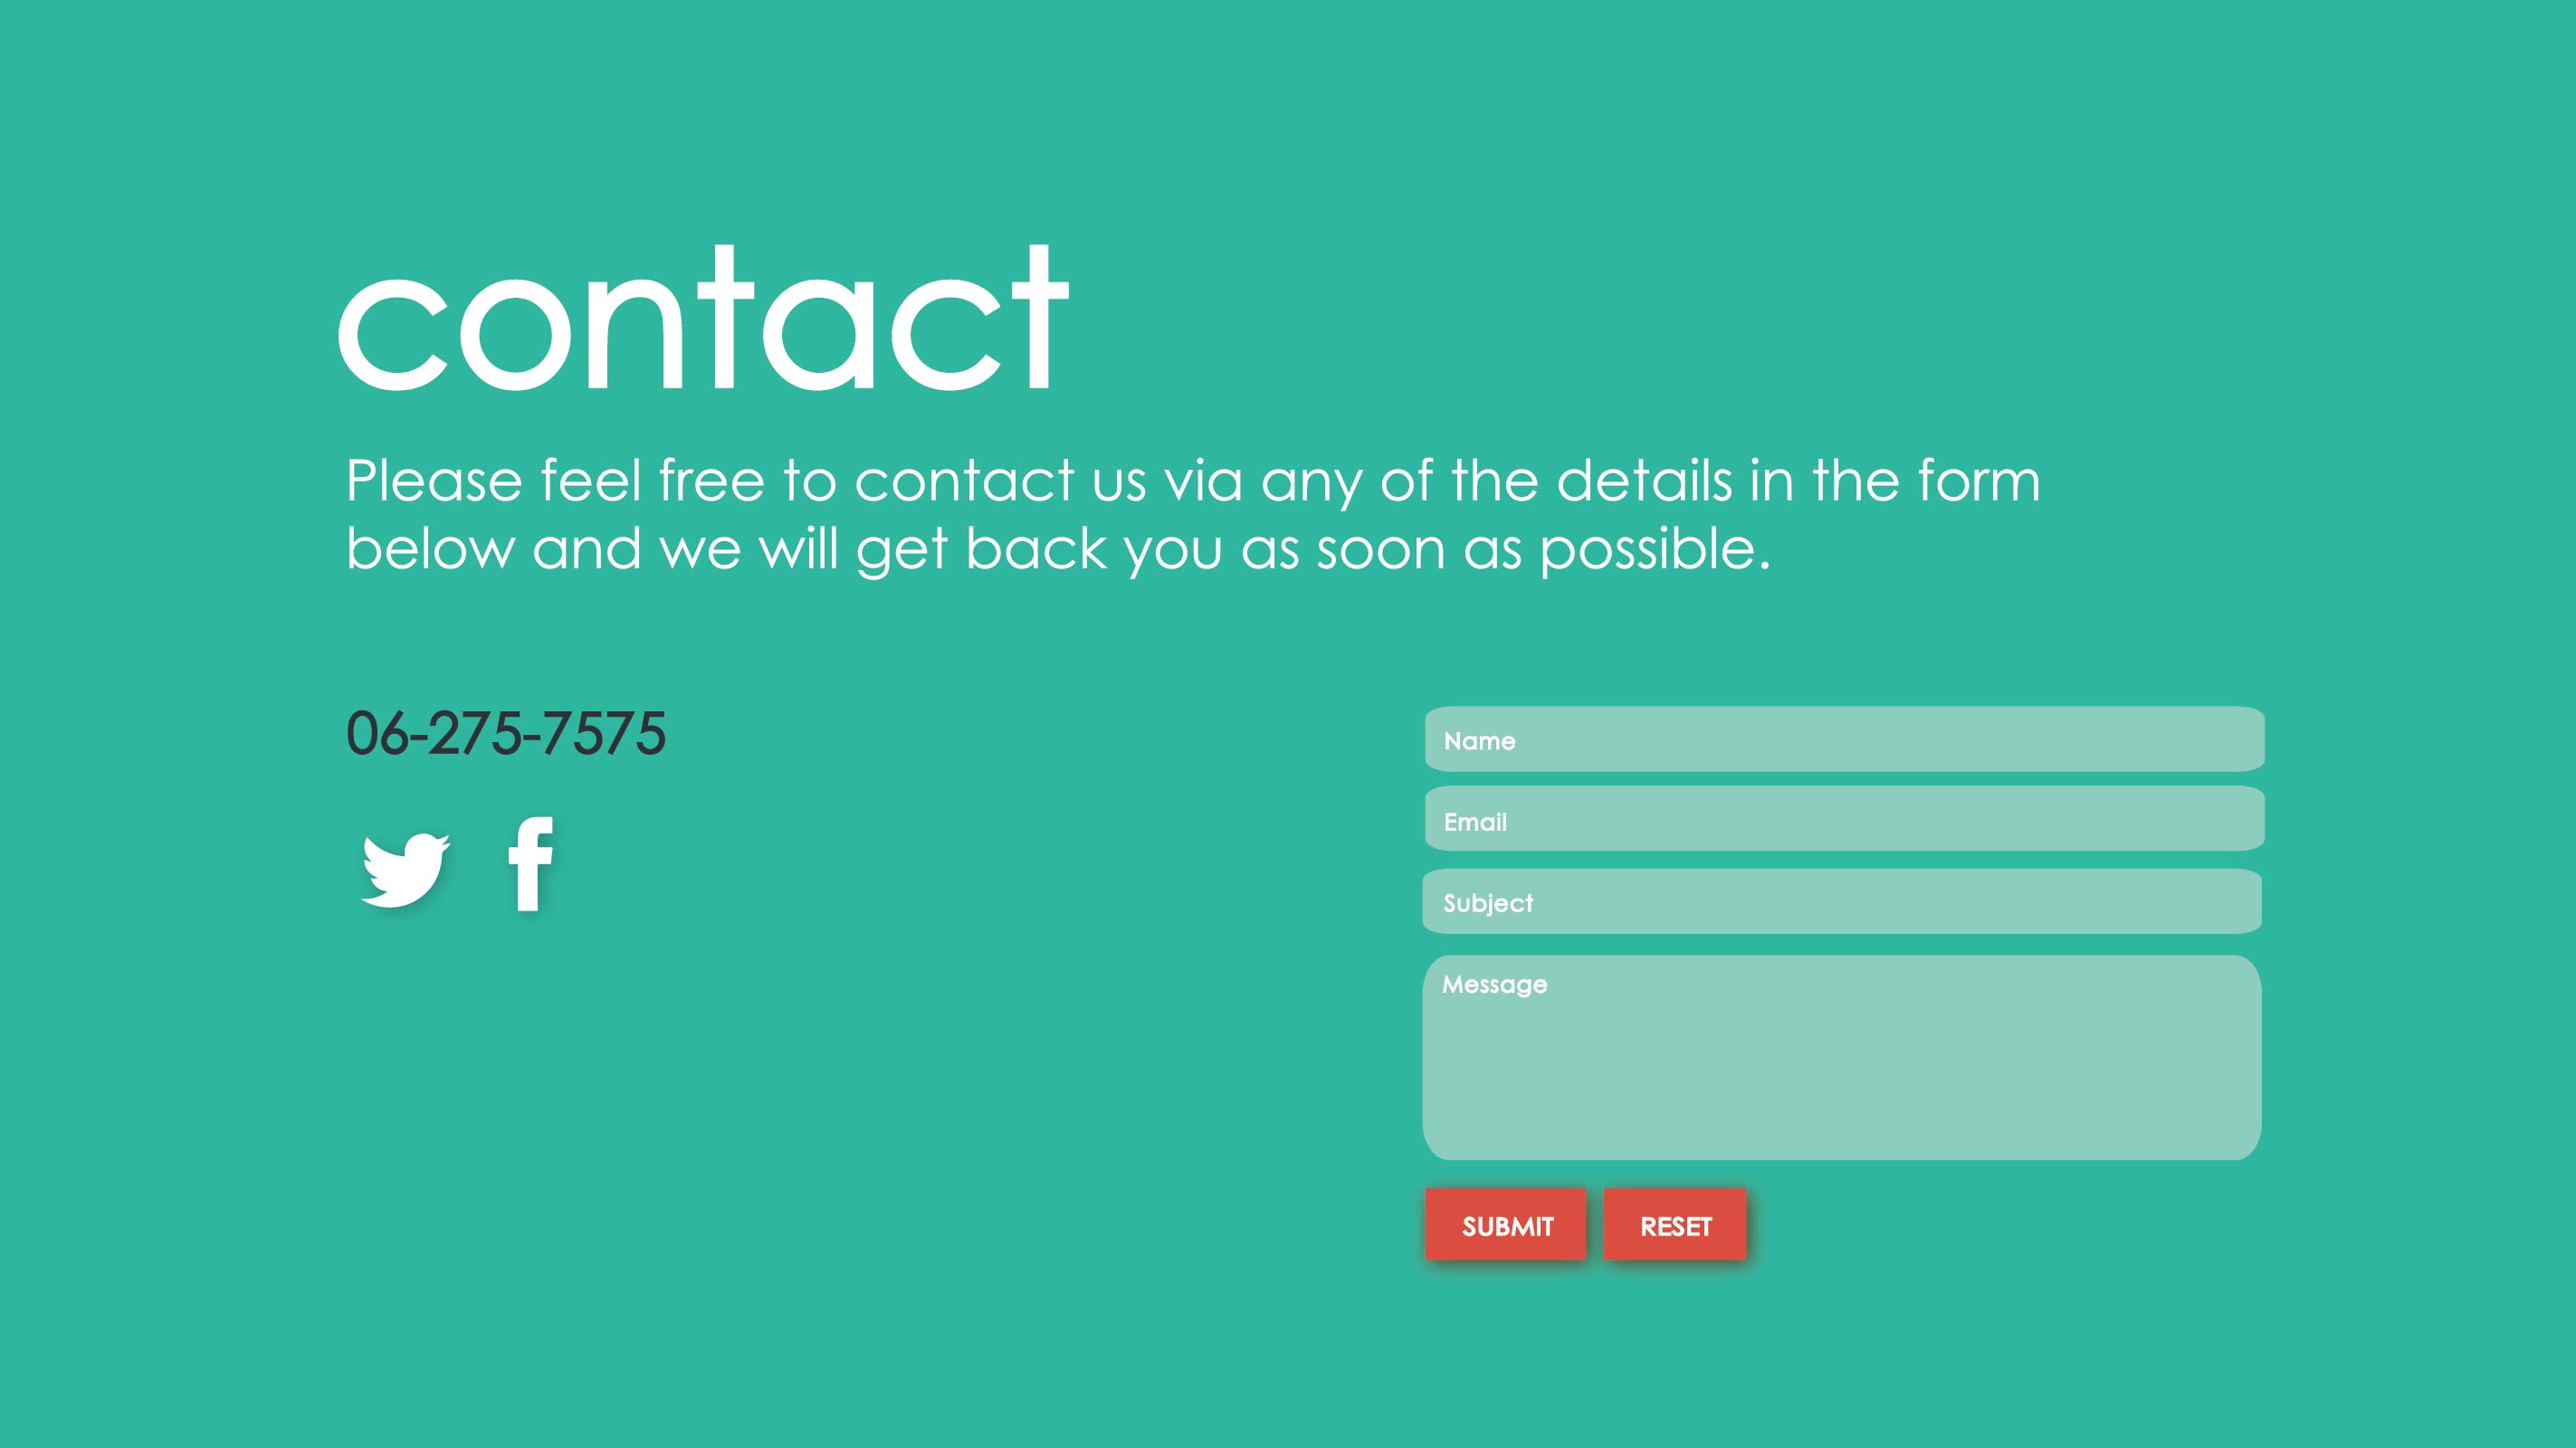 contact
Please feel free to contact us via any of the details in the form
below and we will get back you as soon as possible.
06-275-7575
Name
Email
Subject
Message
SUBMIT
RESET